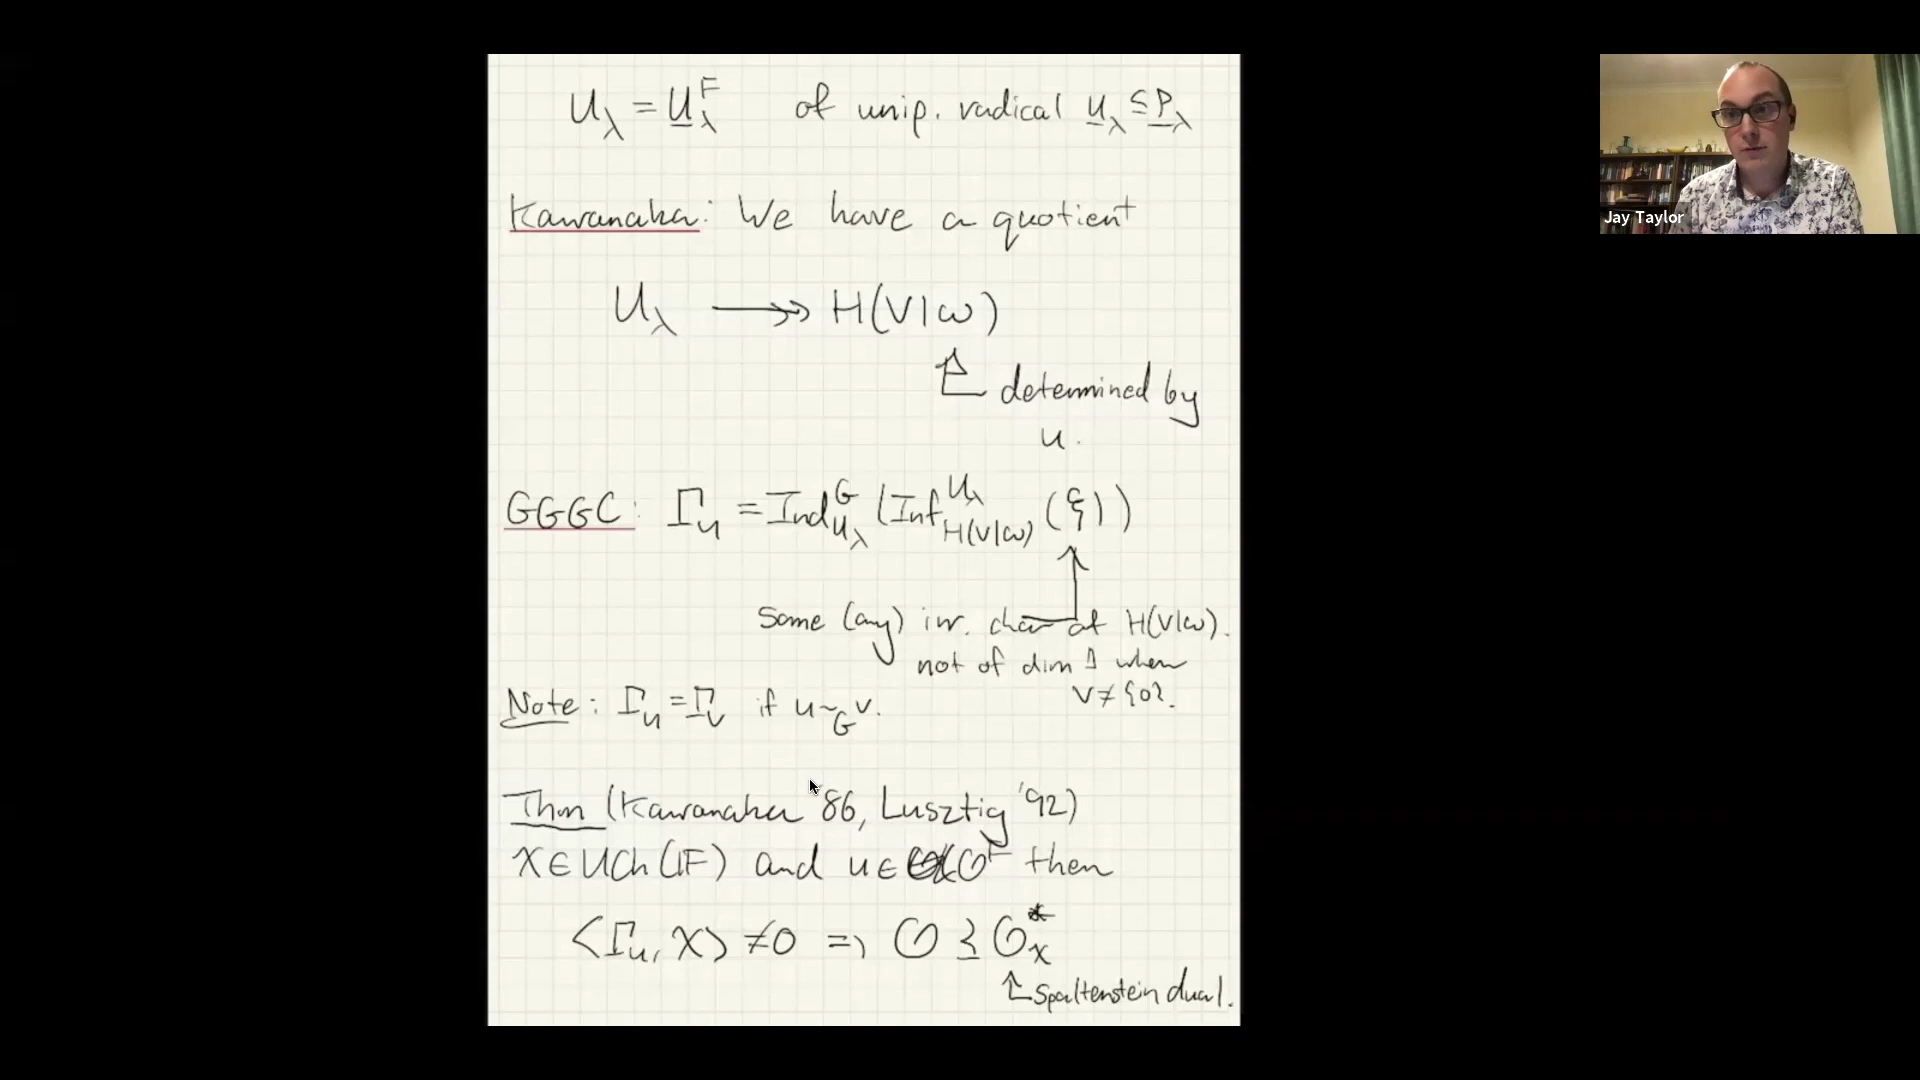 U_λ = U_λ^F of unip. radical U_λ ≤ P_λ
Kawanaka: We have a quotient
U_λ ↠ H(V|ω)
determined by
u.
GGGC: Γ_u = Ind_{U_λ}^G (Inf_{H(V|ω)}^{U_λ} (ξ))
Some (any) irr. char of H(V|ω).
not of dim 1 when
V ≠ {0}.
Note: Γ_u = Γ_v if u ~_G v.
Thm (Kawanaka '86, Lusztig '92)
χ ∈ UCh(G) and u ∈ O^F then
⟨Γ_u, χ⟩ ≠ 0 ⇒ O ≤ O_χ^*
Spaltenstein dual.
Jay Taylor